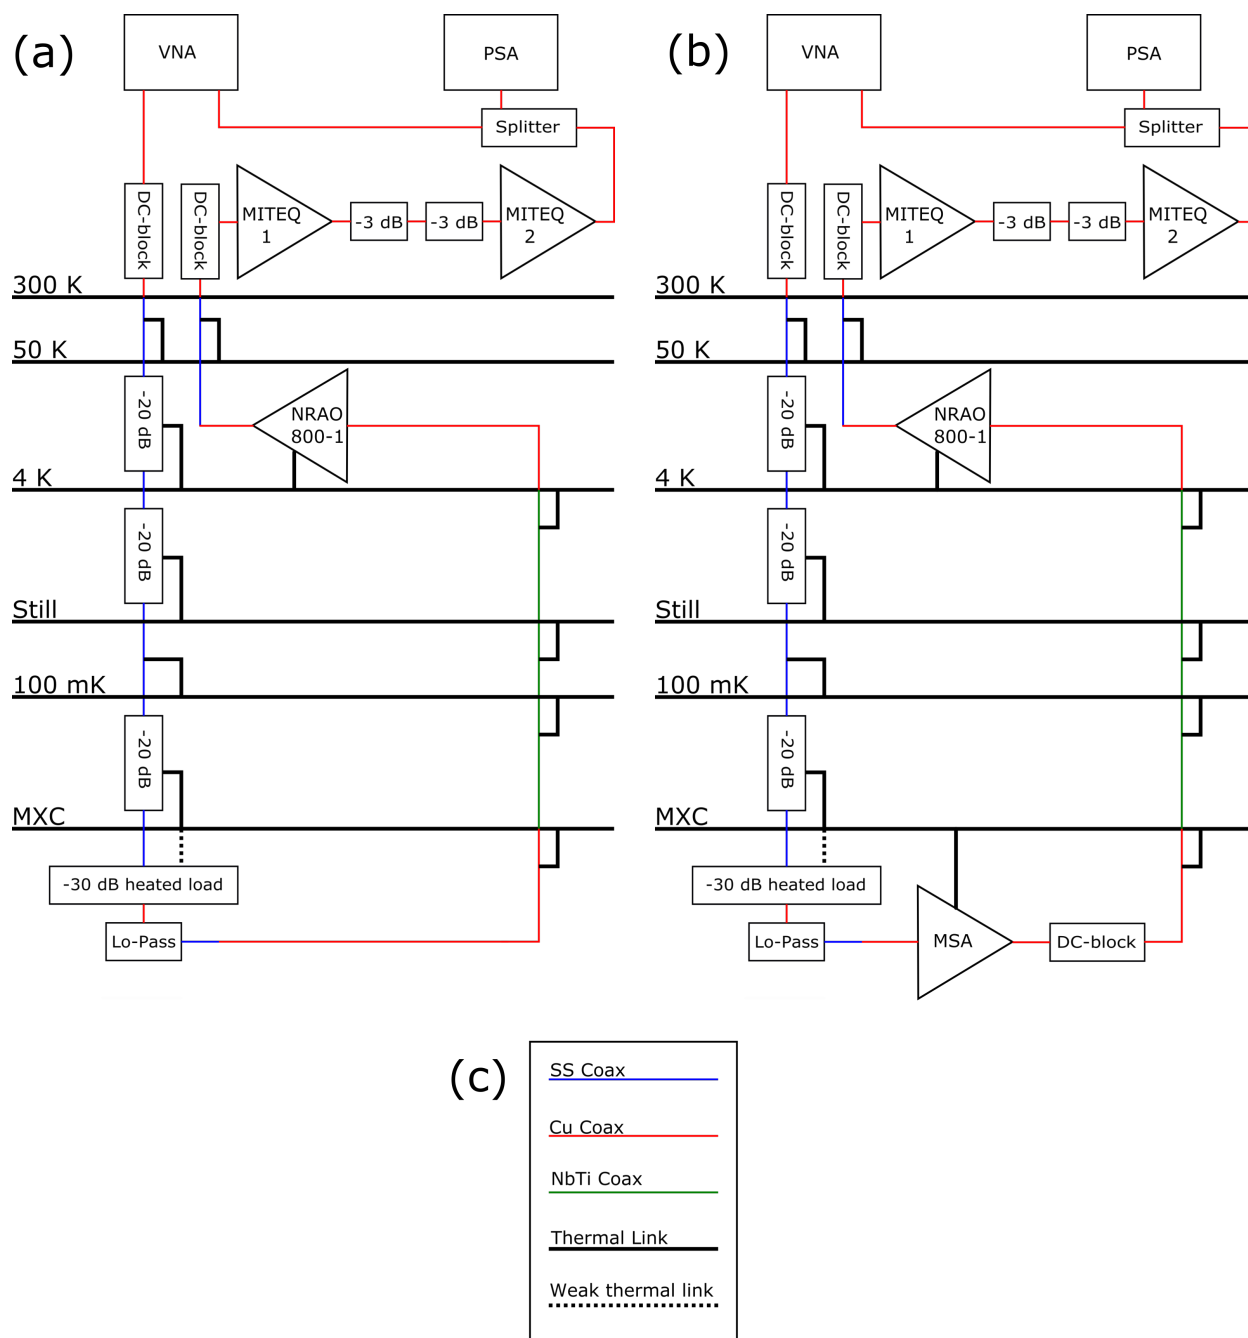 (a)
VNA
PSA
Splitter
DC-block
DC-block
MITEQ
1
-3 dB
-3 dB
MITEQ
2
300 K
50 K
-20 dB
NRAO
800-1
4 K
-20 dB
Still
100 mK
-20 dB
MXC
-30 dB heated load
Lo-Pass
(b)
VNA
PSA
Splitter
DC-block
DC-block
MITEQ
1
-3 dB
-3 dB
MITEQ
2
300 K
50 K
-20 dB
NRAO
800-1
4 K
-20 dB
Still
100 mK
-20 dB
MXC
-30 dB heated load
Lo-Pass
MSA
DC-block
(c)
SS Coax
Cu Coax
NbTi Coax
Thermal Link
Weak thermal link